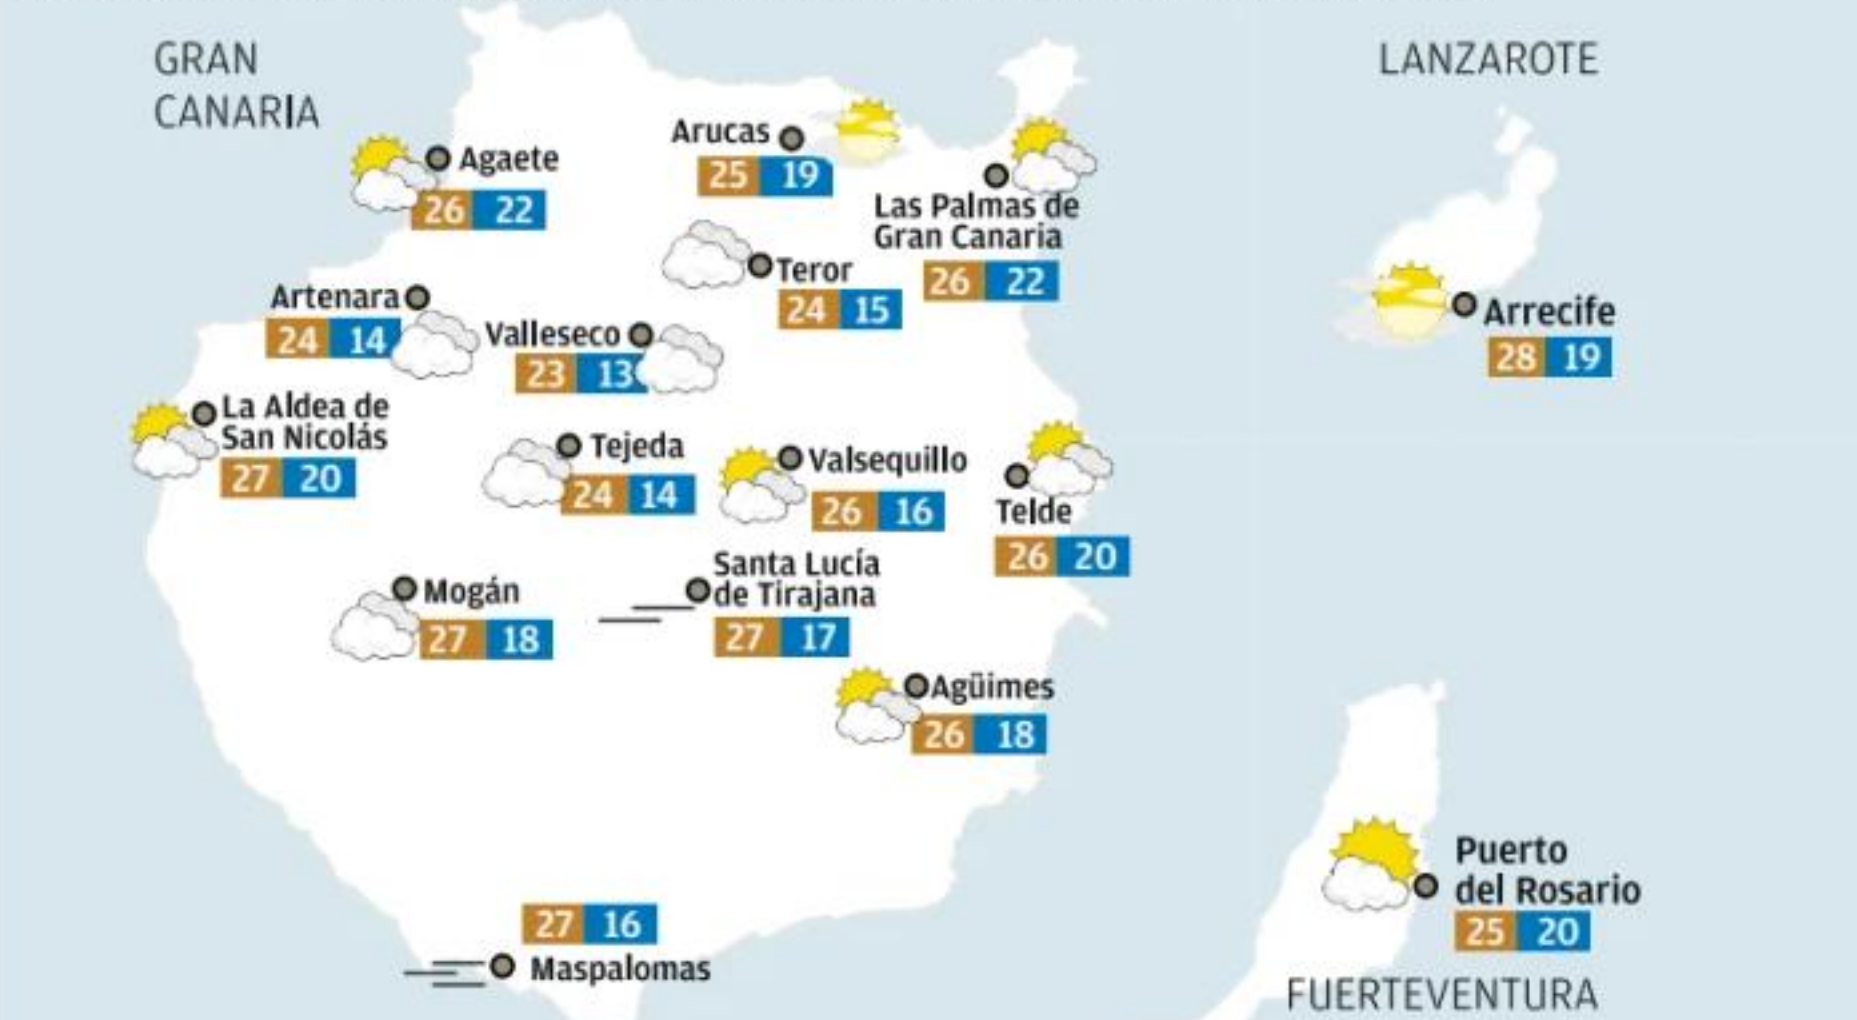 GRAN
CANARIA
LANZAROTE
Agaete
26 22
Arucas
25 19
Las Palmas de
Gran Canaria
26 22
Teror
24 15
Artenara
24 14
Valleseco
23 13
Arrecife
28 19
La Aldea de
San Nicolás
27 20
Tejeda
24 14
Valsequillo
26 16
Telde
26 20
Mogán
27 18
Santa Lucía
de Tirajana
27 17
Agüimes
26 18
Puerto
del Rosario
25 20
27 16
Maspalomas
FUERTEVENTURA